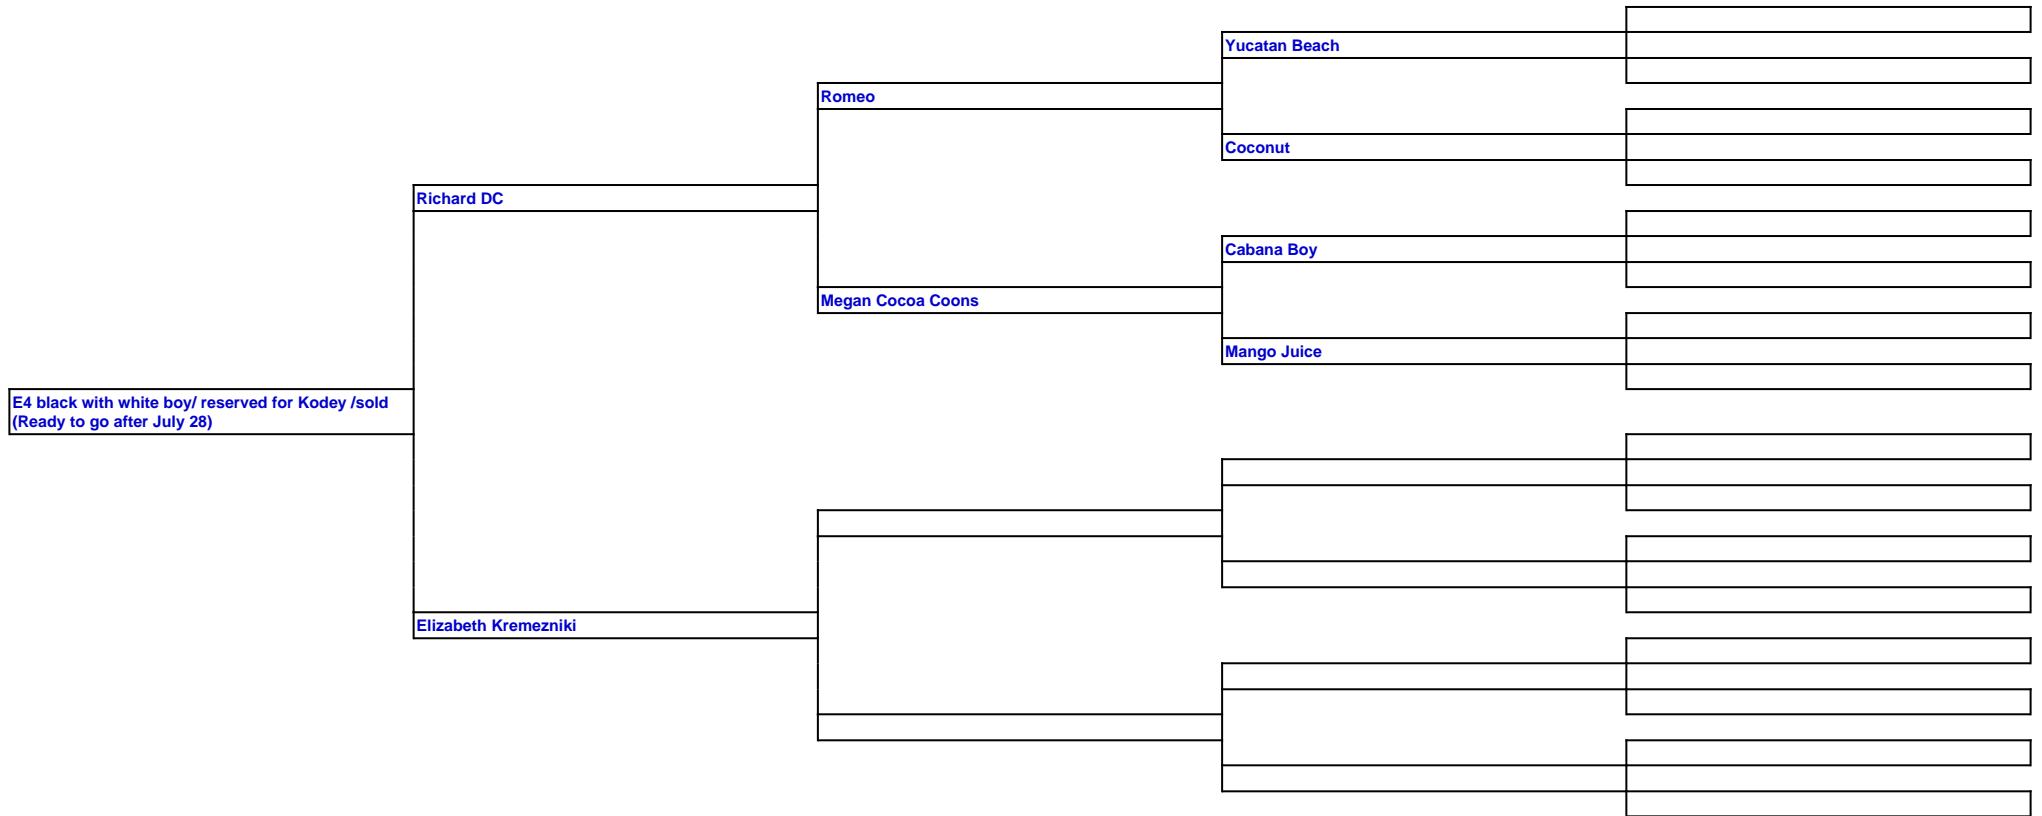 Yucatan Beach
Romeo
Coconut
Richard DC
Cabana Boy
Megan Cocoa Coons
Mango Juice
E4 black with white boy/ reserved for Kodey /sold
(Ready to go after July 28)
Elizabeth Kremezniki